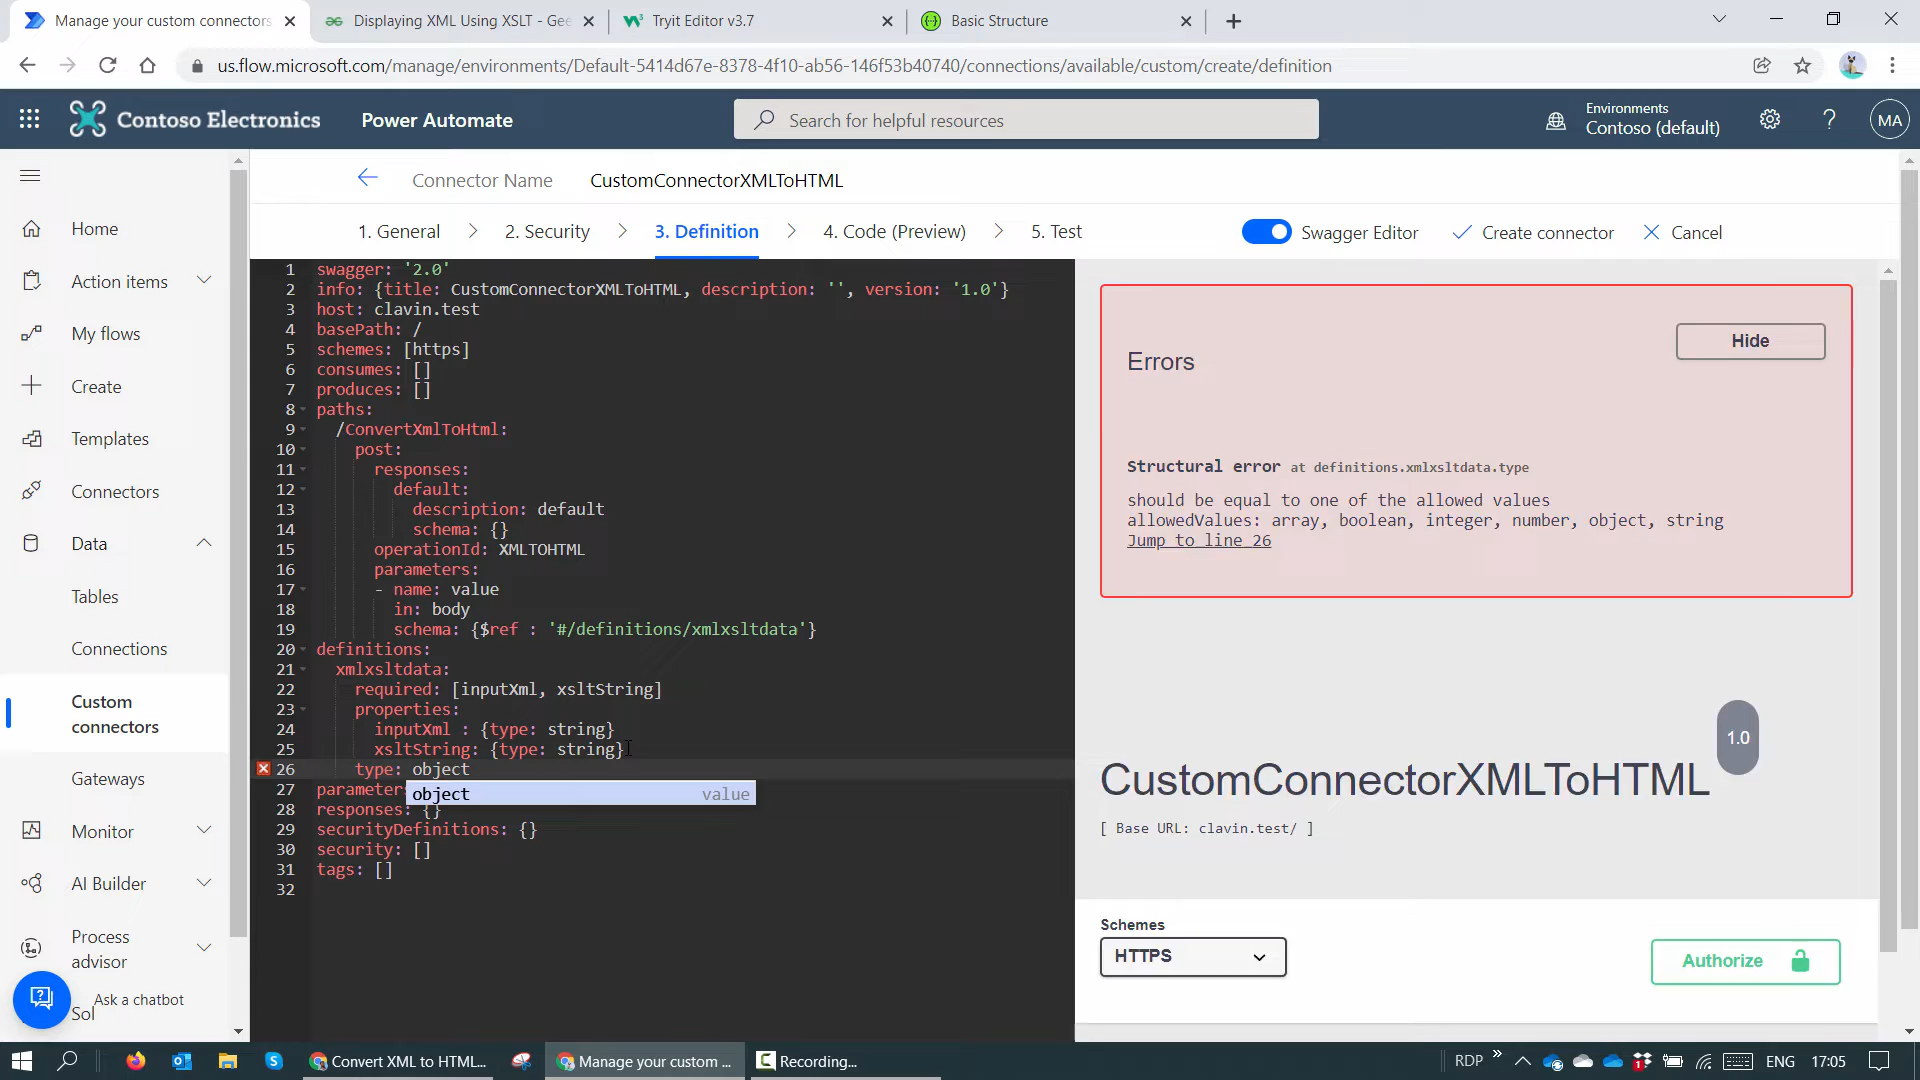 Manage your custom connectors
Displaying XML Using XSLT - Gee
Tryit Editor v3.7
Basic Structure
us.flow.microsoft.com/manage/environments/Default-5414d67e-8378-4f10-ab56-146f53b40740/connections/available/custom/create/definition
Contoso Electronics
Power Automate
Search for helpful resources
Environments
Contoso (default)
MA
Connector Name
CustomConnectorXMLToHTML
1. General
2. Security
3. Definition
4. Code (Preview)
5. Test
Swagger Editor
Create connector
Cancel
Home
Action items
My flows
Create
Templates
Connectors
Data
Tables
Connections
Custom
connectors
Gateways
Monitor
AI Builder
Process
advisor
Sol
Ask a chatbot
1 swagger: '2.0'
2 info: {title: CustomConnectorXMLToHTML, description: '', version: '1.0'}
3 host: clavin.test
4 basePath: /
5 schemes: [https]
6 consumes: []
7 produces: []
8 paths:
9 /ConvertXmlToHtml:
10 post:
11 responses:
12 default:
13 description: default
14 schema: {}
15 operationId: XMLTOHTML
16 parameters:
17 - name: value
18 in: body
19 schema: {$ref : '#/definitions/xmlxsltdata'}
20 definitions:
21 xmlxsltdata:
22 required: [inputXml, xsltString]
23 properties:
24 inputXml : {type: string}
25 xsltString: {type: string}
26 type: object
object value
27 parameter
28 responses: {}
29 securityDefinitions: {}
30 security: []
31 tags: []
32
Errors
Hide
Structural error at definitions.xmlxsltdata.type
should be equal to one of the allowed values
allowedValues: array, boolean, integer, number, object, string
Jump to line 26
1.0
CustomConnectorXMLToHTML
[ Base URL: clavin.test/ ]
Schemes
HTTPS
Authorize
Convert XML to HTML...
Manage your custom ...
Recording...
RDP
ENG
17:05